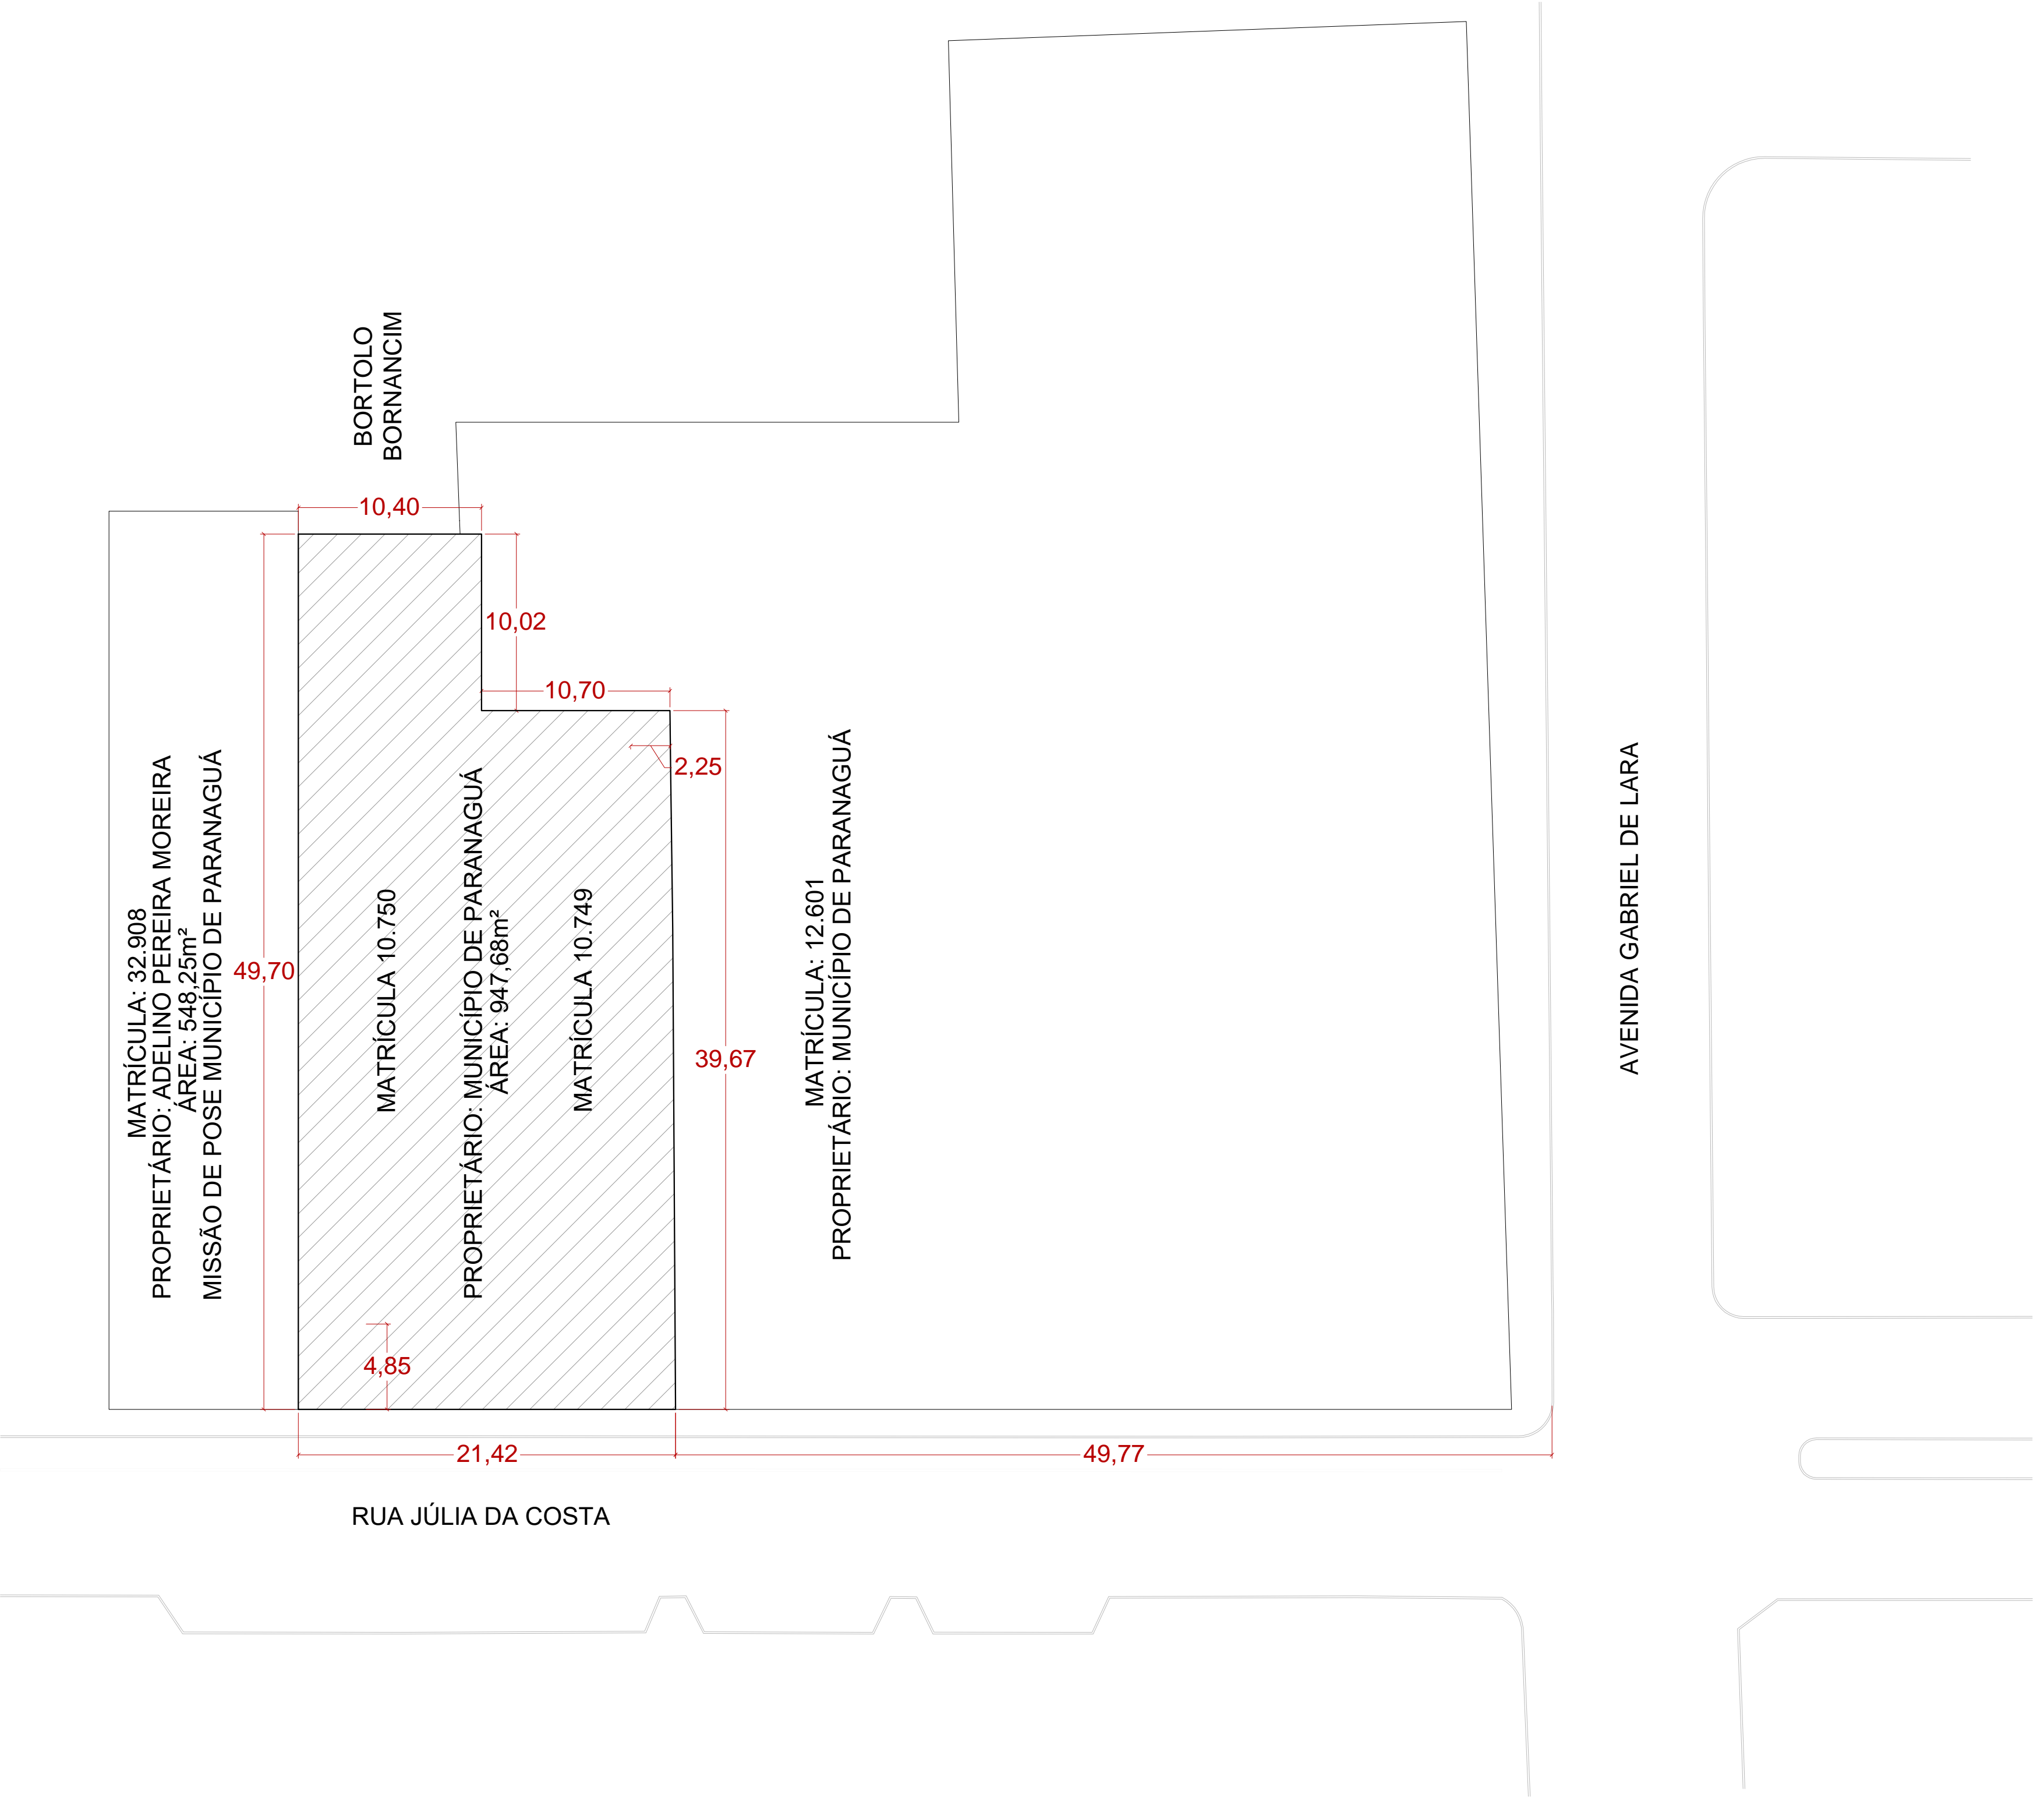 BORTOLO
BORNANCIM
10,40
10,02
10,70
2,25
MATRÍCULA: 32.908
PROPRIETÁRIO: ADELINO PEREIRA MOREIRA
ÁREA: 548,25m²
MISSÃO DE POSE MUNICÍPIO DE PARANAGUÁ
49,70
MATRÍCULA 10.750
PROPRIETÁRIO: MUNICÍPIO DE PARANAGUÁ
ÁREA: 947,68m²
MATRÍCULA 10.749
39,67
MATRÍCULA: 12.601
PROPRIETÁRIO: MUNICÍPIO DE PARANAGUÁ
AVENIDA GABRIEL DE LARA
4,85
21,42
49,77
RUA JÚLIA DA COSTA